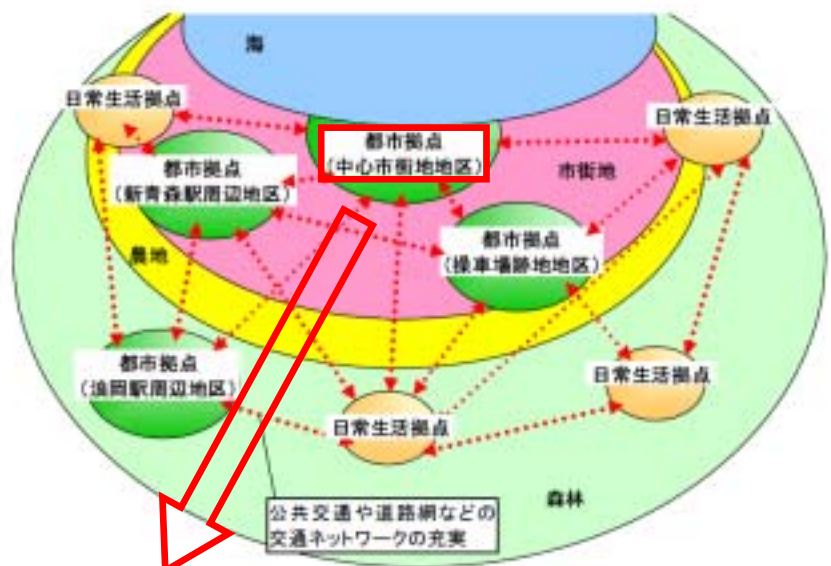 海
日常生活拠点
都市拠点
(中心市街地地区)
日常生活拠点
都市拠点
(新青森駅周辺地区)
市街地
都市拠点
(操車場跡地地区)
農地
都市拠点
(浪岡駅周辺地区)
日常生活拠点
日常生活拠点
森林
公共交通や道路網などの
交通ネットワークの充実